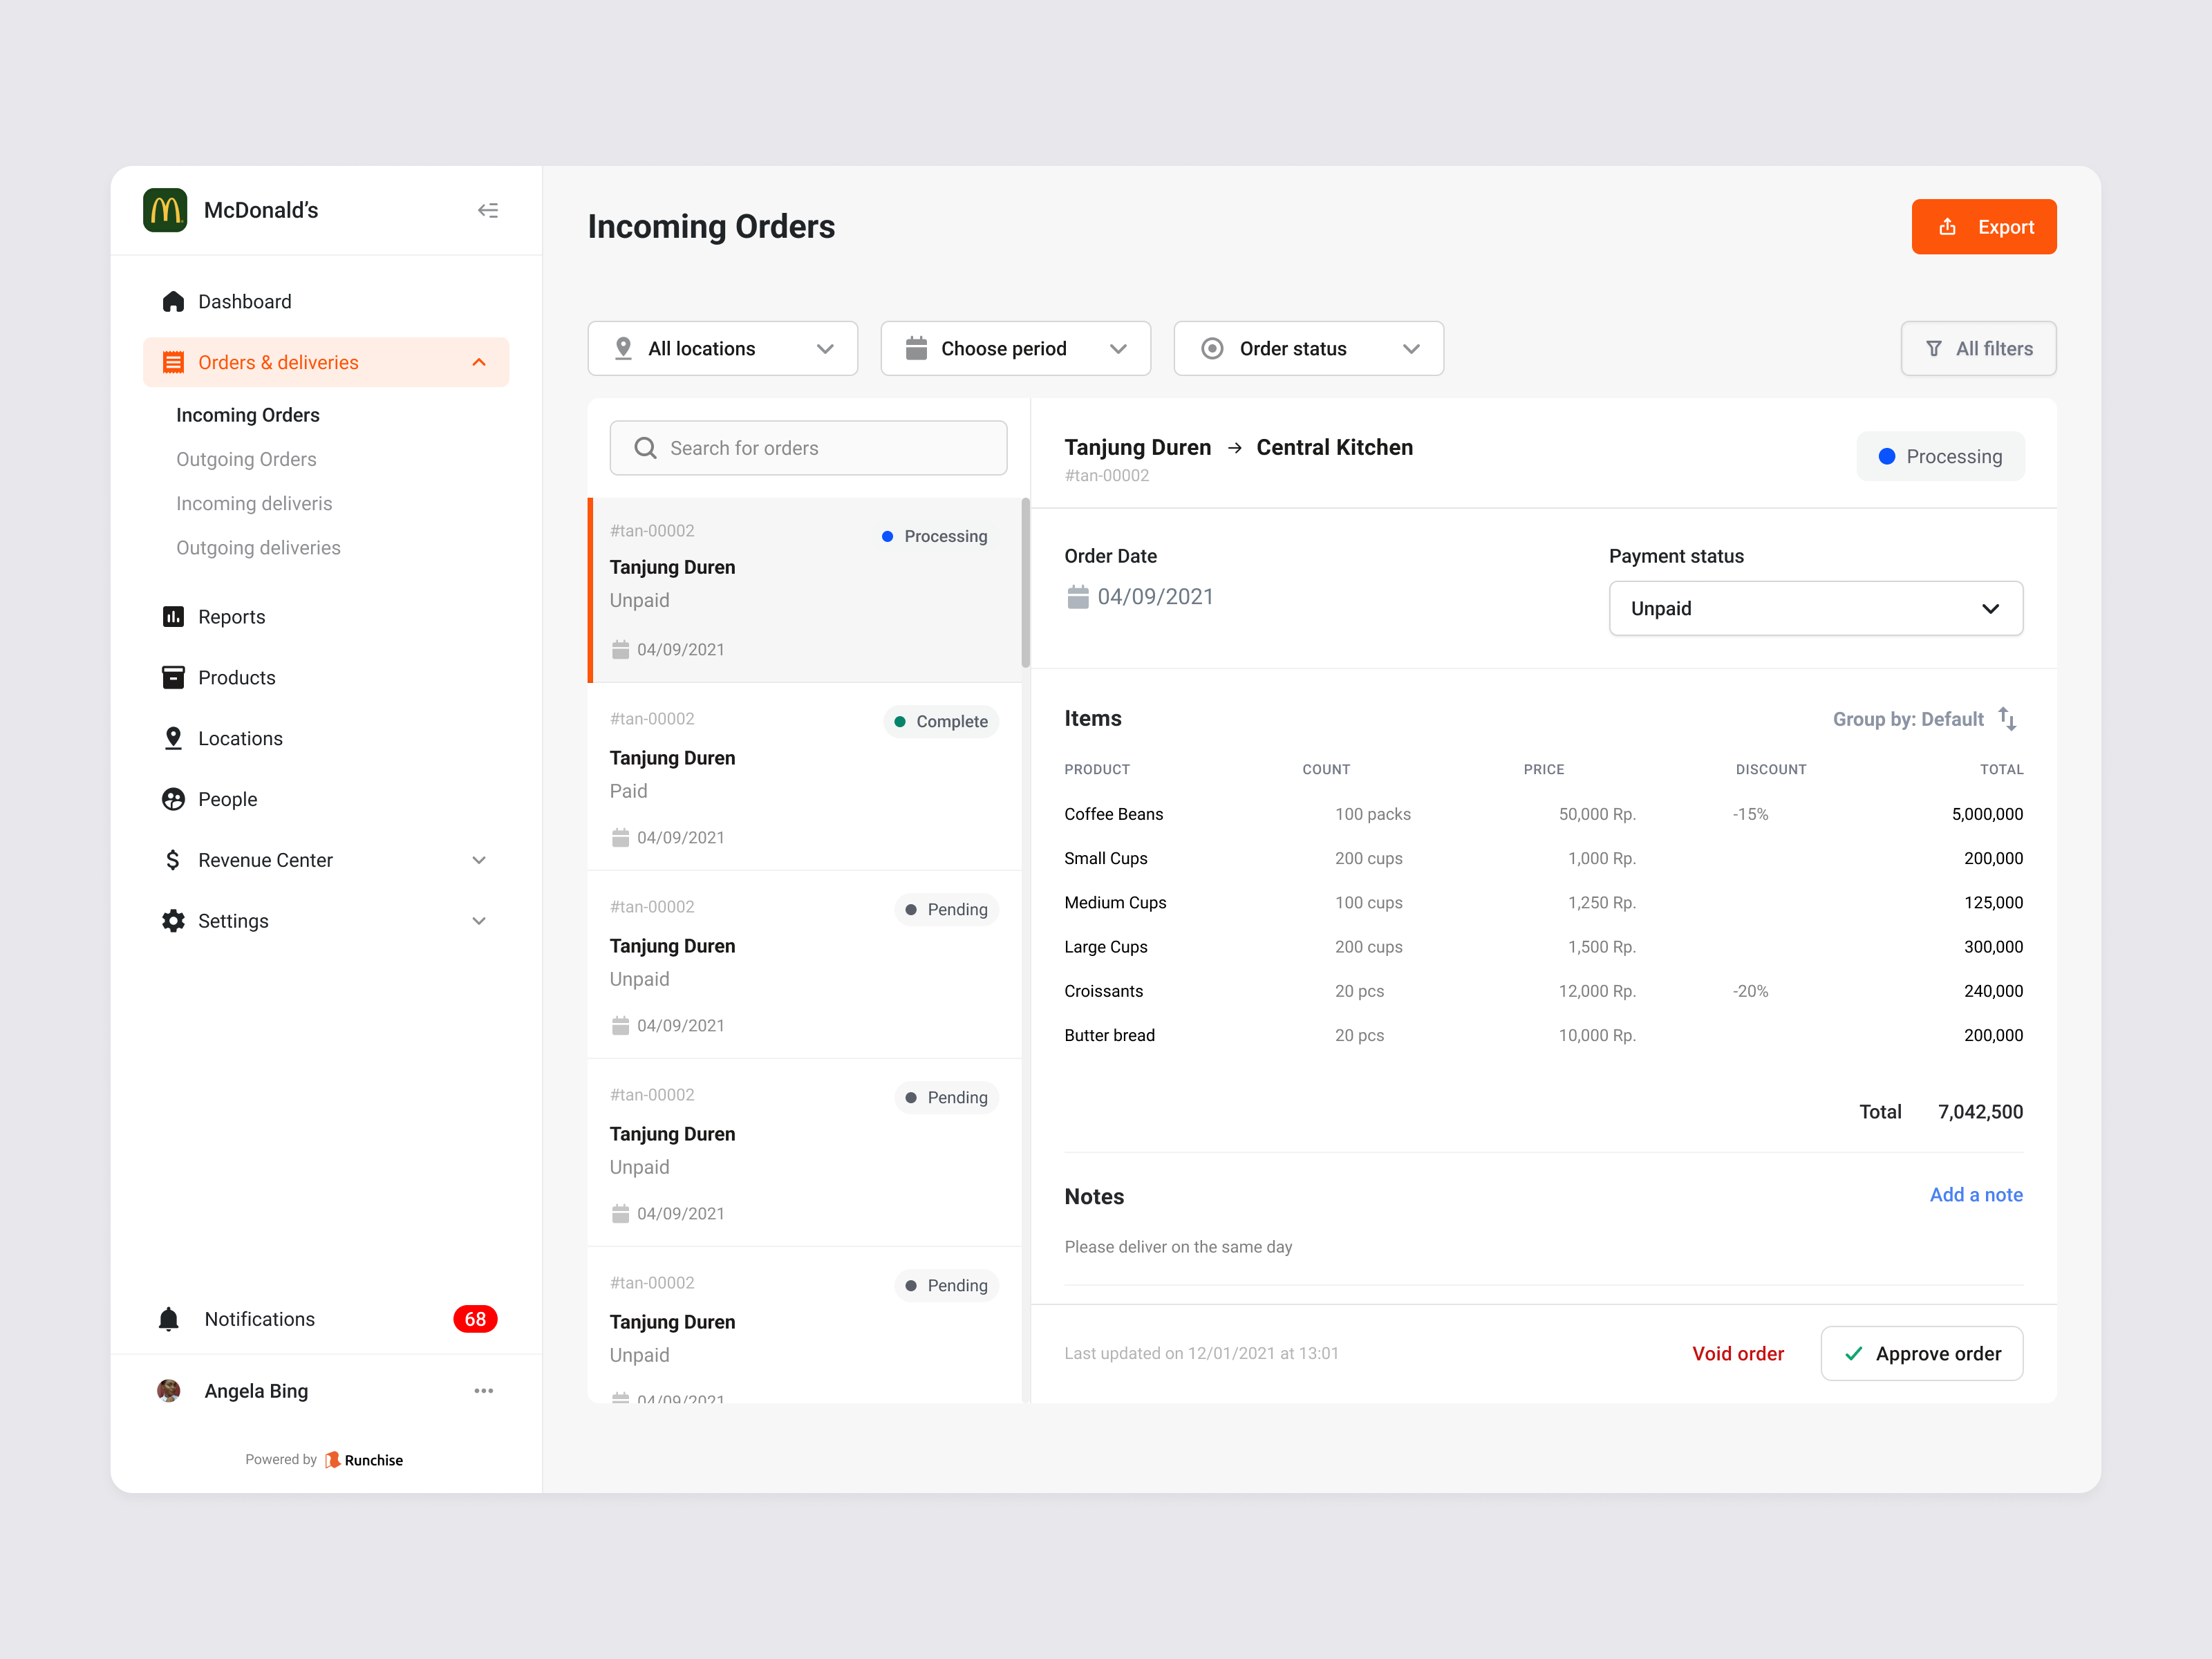 McDonald’s
Dashboard
Orders & deliveries
Incoming Orders
Outgoing Orders
Incoming deliveris
Outgoing deliveries
Reports
Products
Locations
People
Revenue Center
Settings
Notifications 68
Angela Bing
Powered by Runchise
Incoming Orders
Export
All locations
Choose period
Order status
All filters
Search for orders
#tan-00002 Processing
Tanjung Duren
Unpaid
04/09/2021
#tan-00002 Complete
Tanjung Duren
Paid
04/09/2021
#tan-00002 Pending
Tanjung Duren
Unpaid
04/09/2021
#tan-00002 Pending
Tanjung Duren
Unpaid
04/09/2021
#tan-00002 Pending
Tanjung Duren
Unpaid
04/09/2021
Tanjung Duren → Central Kitchen
#tan-00002
Processing
Order Date
04/09/2021
Payment status
Unpaid
Items
Group by: Default
PRODUCT COUNT PRICE DISCOUNT TOTAL
Coffee Beans 100 packs 50,000 Rp. -15% 5,000,000
Small Cups 200 cups 1,000 Rp. 200,000
Medium Cups 100 cups 1,250 Rp. 125,000
Large Cups 200 cups 1,500 Rp. 300,000
Croissants 20 pcs 12,000 Rp. -20% 240,000
Butter bread 20 pcs 10,000 Rp. 200,000
Total 7,042,500
Notes
Add a note
Please deliver on the same day
Last updated on 12/01/2021 at 13:01
Void order
Approve order